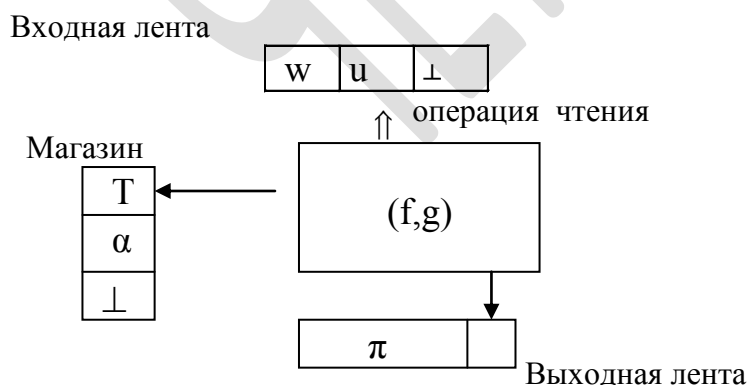 Входная лента
w u ⊥
⇑ операция чтения
Магазин
T
(f,g)
α
⊥
π
Выходная лента